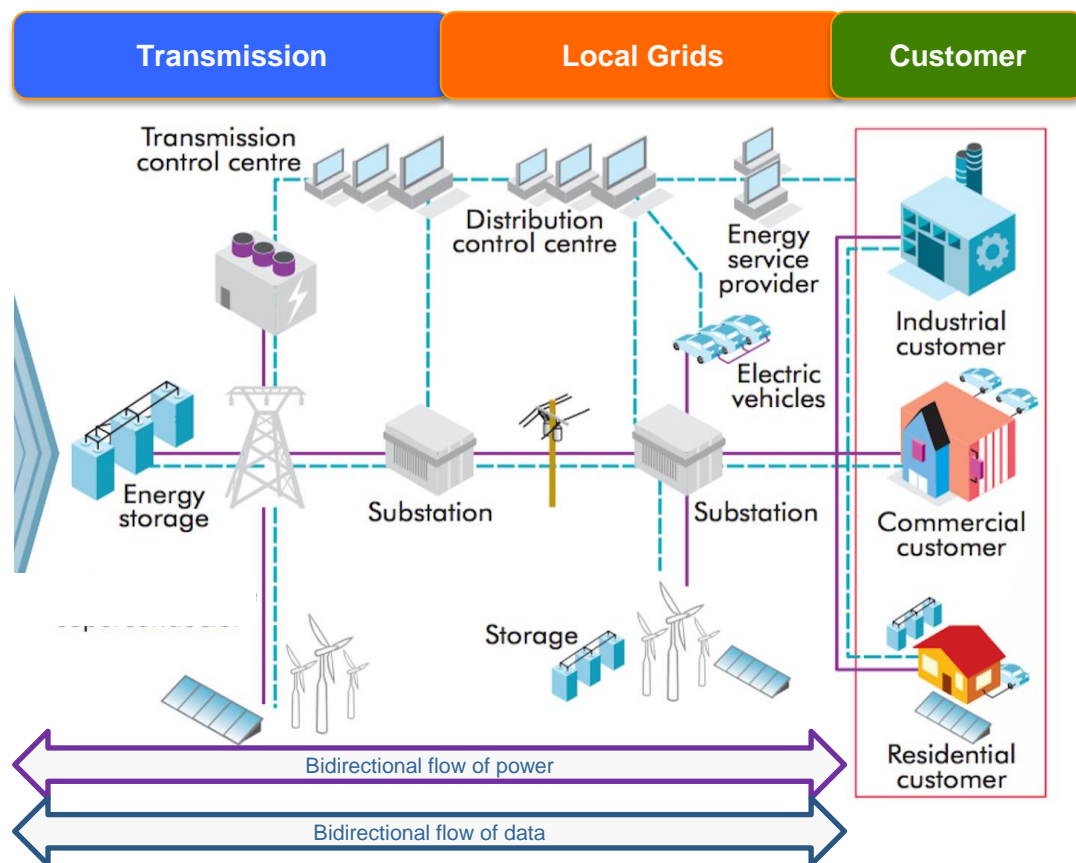 Transmission
Local Grids
Customer
Transmission
control centre
Distribution
control centre
Energy
service
provider
Industrial
customer
Electric
vehicles
Energy
storage
Substation
Substation
Commercial
customer
Storage
Residential
customer
Bidirectional flow of power
Bidirectional flow of data